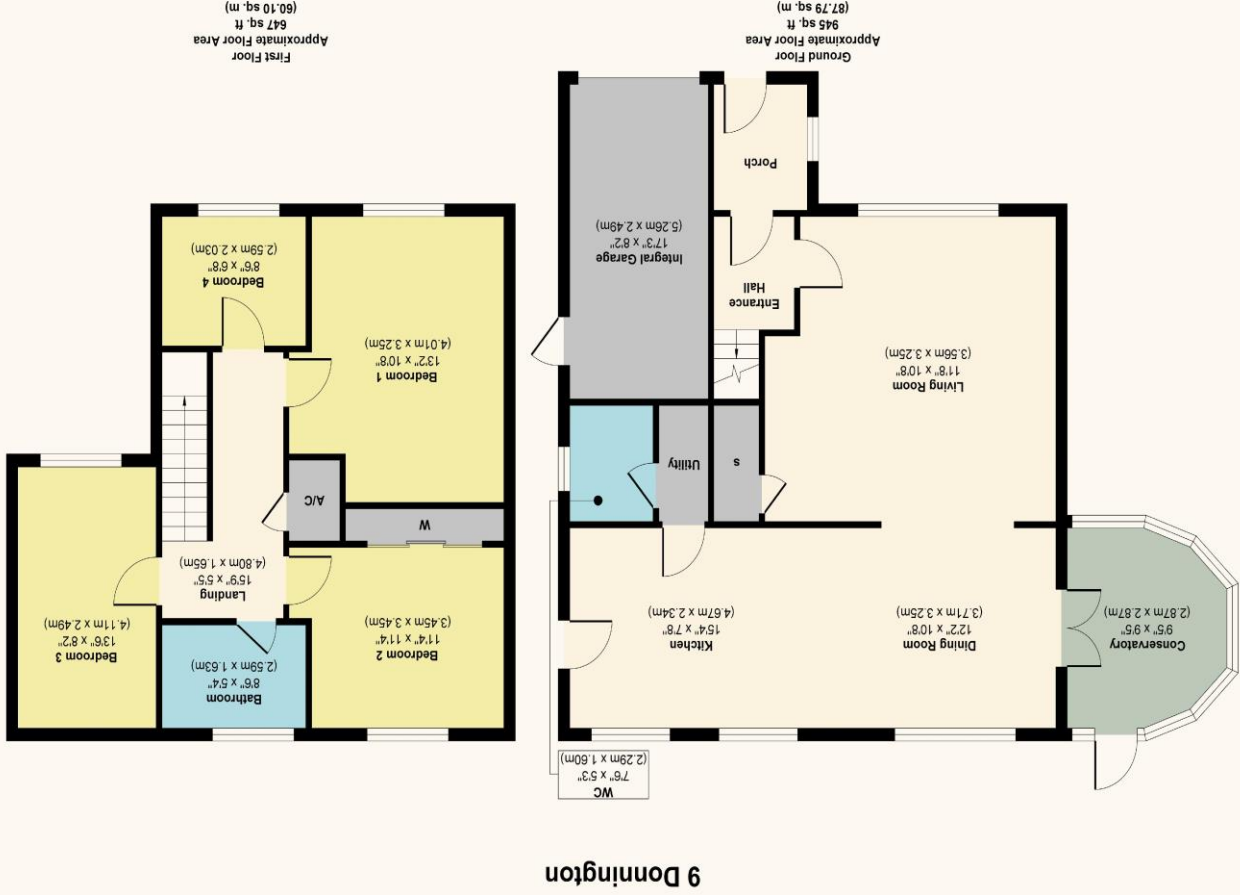 9 Donnington
WC
7'6" x 5'3"
(2.29m x 1.60m)
Conservatory
9'5" x 9'5"
(2.87m x 2.87m)
Dining Room
12'2" x 10'8
(3.71m x 3.25m)
Kitchen
15'4" x 7'8"
(4.67m x 2.34m)
S
Utility
Living Room
11'8" x 10'8"
(3.56m x 3.25m)
Entrance
Hall
Integral Garage
17'3" x 8'2"
(5.26m x 2.49m)
Porch
Ground Floor
Approximate Floor Area
945 sq. ft
(87.79 sq. m)
Bedroom 2
11'4" x 11'4"
(3.45m x 3.45m)
Bathroom
8'6" x 5'4"
(2.59m x 1.63m)
Bedroom 3
13'6" x 8'2"
(4.11m x 2.49m)
Landing
15'9" x 5'5"
(4.80m x 1.65m)
W
A/C
Bedroom 1
13'2" x 10'8"
(4.01m x 3.25m)
Bedroom 4
8'6" x 6'8"
(2.59m x 2.03m)
First Floor
Approximate Floor Area
647 sq. ft
(60.10 sq. m)